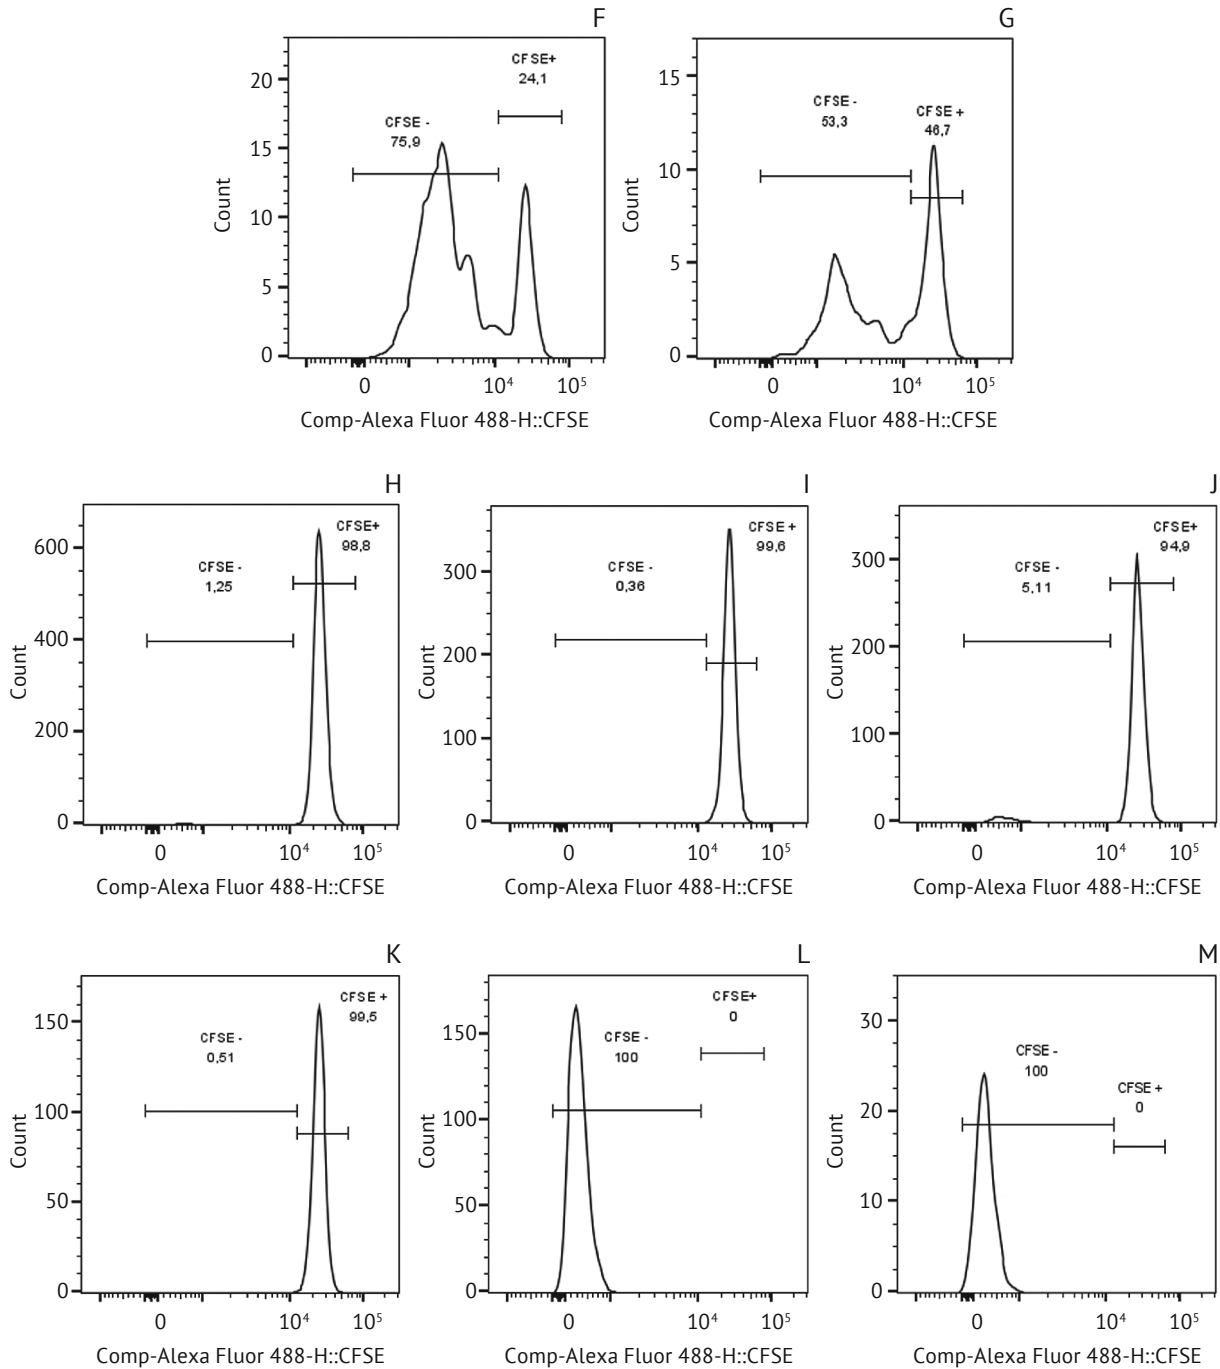 F
CFSE -
75,9
CFSE+
24,1
20
15
10
5
0
Count
0
10⁴
10⁵
Comp-Alexa Fluor 488-H::CFSE
G
CFSE -
53,3
CFSE +
46,7
15
10
5
0
Count
0
10⁴
10⁵
Comp-Alexa Fluor 488-H::CFSE
H
CFSE -
1,25
CFSE+
98,8
600
400
200
0
Count
0
10⁴
10⁵
Comp-Alexa Fluor 488-H::CFSE
I
CFSE -
0,36
CFSE +
99,6
300
200
100
0
Count
0
10⁴
10⁵
Comp-Alexa Fluor 488-H::CFSE
J
CFSE -
5,11
CFSE+
94,9
300
200
100
0
Count
0
10⁴
10⁵
Comp-Alexa Fluor 488-H::CFSE
K
CFSE -
0,51
CFSE +
99,5
150
100
50
0
Count
0
10⁴
10⁵
Comp-Alexa Fluor 488-H::CFSE
L
CFSE -
100
CFSE+
0
150
100
50
0
Count
0
10⁴
10⁵
Comp-Alexa Fluor 488-H::CFSE
M
CFSE -
100
CFSE +
0
30
20
10
0
Count
0
10⁴
10⁵
Comp-Alexa Fluor 488-H::CFSE